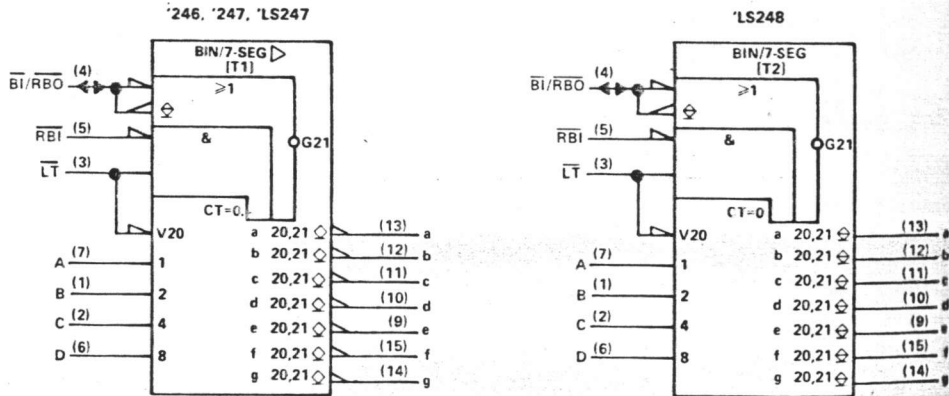 '246, '247, 'LS247
BIN/7-SEG
[T1]
BI/RBO (4)
≥1
RBI (5)
&
G21
LT (3)
CT=0.
V20
A (7) 1
B (1) 2
C (2) 4
D (6) 8
a 20,21 (13) a
b 20,21 (12) b
c 20,21 (11) c
d 20,21 (10) d
e 20,21 (9) e
f 20,21 (15) f
g 20,21 (14) g
'LS248
BIN/7-SEG
[T2]
BI/RBO (4)
≥1
RBI (5)
&
G21
LT (3)
CT=0
V20
A (7) 1
B (1) 2
C (2) 4
D (6) 8
a 20,21 (13) a
b 20,21 (12) b
c 20,21 (11) c
d 20,21 (10) d
e 20,21 (9)
f 20,21 (15) f
g 20,21 (14)